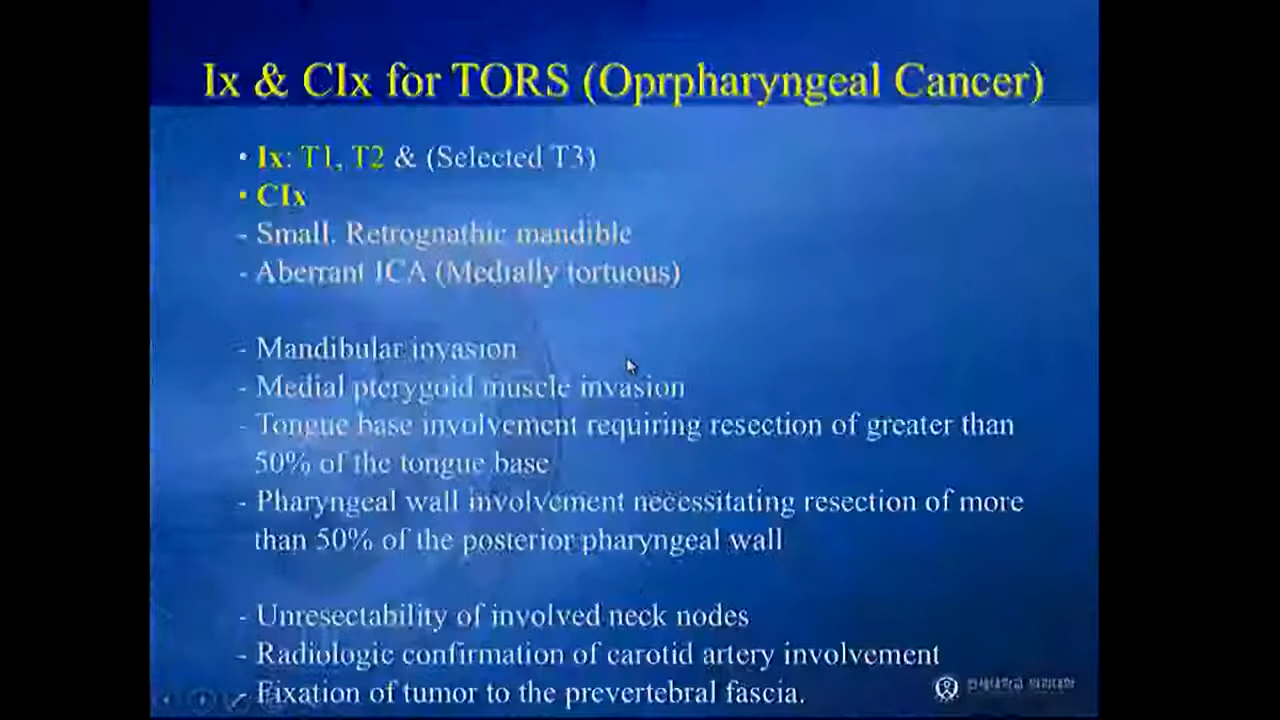 Ix & CIx for TORS (Oprpharyngeal Cancer)
• Ix: T1, T2 & (Selected T3)
• CIx
- Small, Retrognathic mandible
- Aberrant ICA (Medially tortuous)
- Mandibular invasion
- Medial pterygoid muscle invasion
- Tongue base involvement requiring resection of greater than
50% of the tongue base
- Pharyngeal wall involvement necessitating resection of more
than 50% of the posterior pharyngeal wall
- Unresectability of involved neck nodes
- Radiologic confirmation of carotid artery involvement
- Fixation of tumor to the prevertebral fascia.